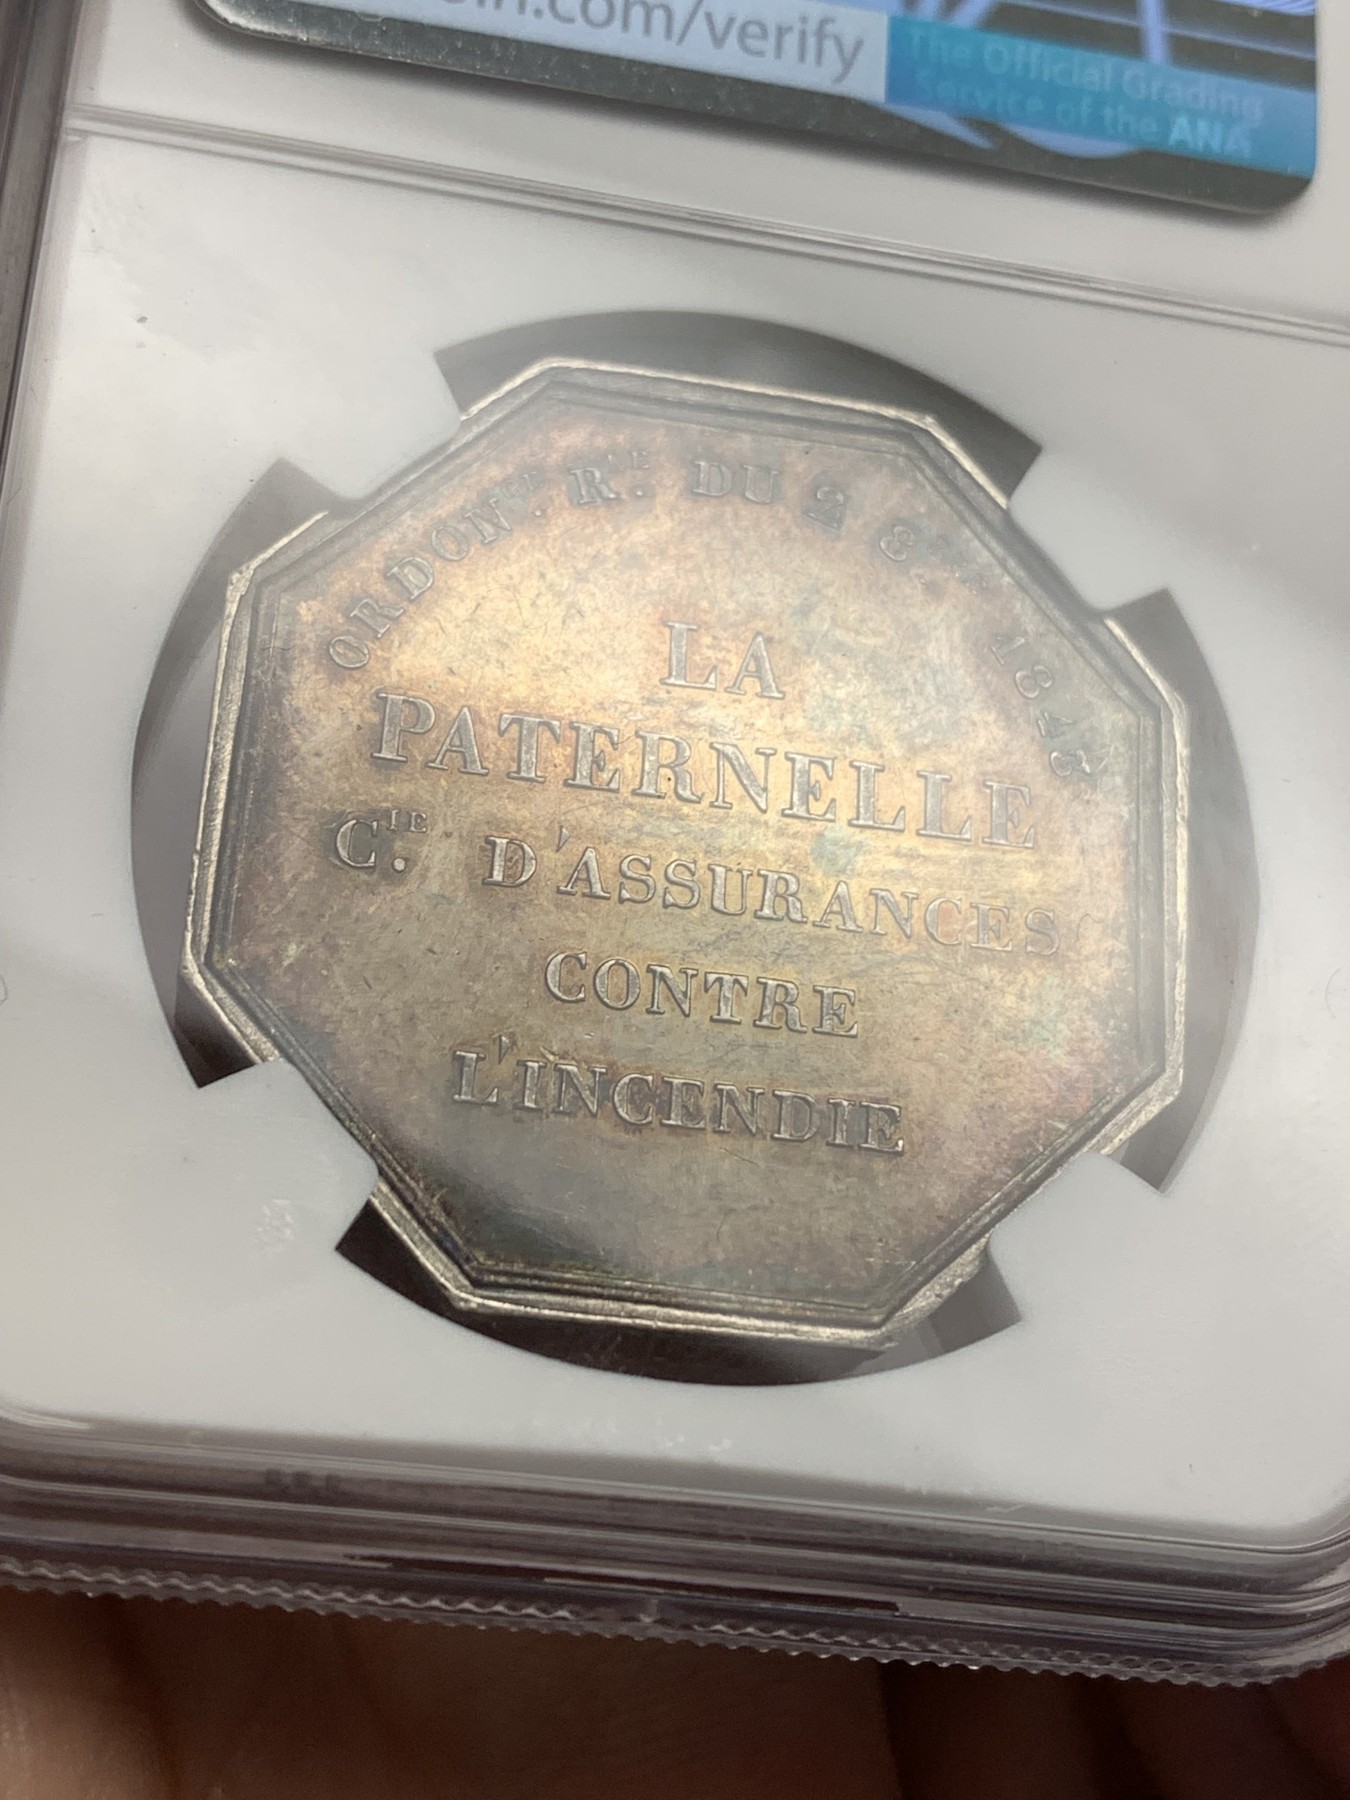 in.com/verify
The Official Grading
Service of the ANA
ORDONCE. RLE. DU 2 8BRE 1843
LA
PATERNELLE
CIE. D'ASSURANCES
CONTRE
L'INCENDIE